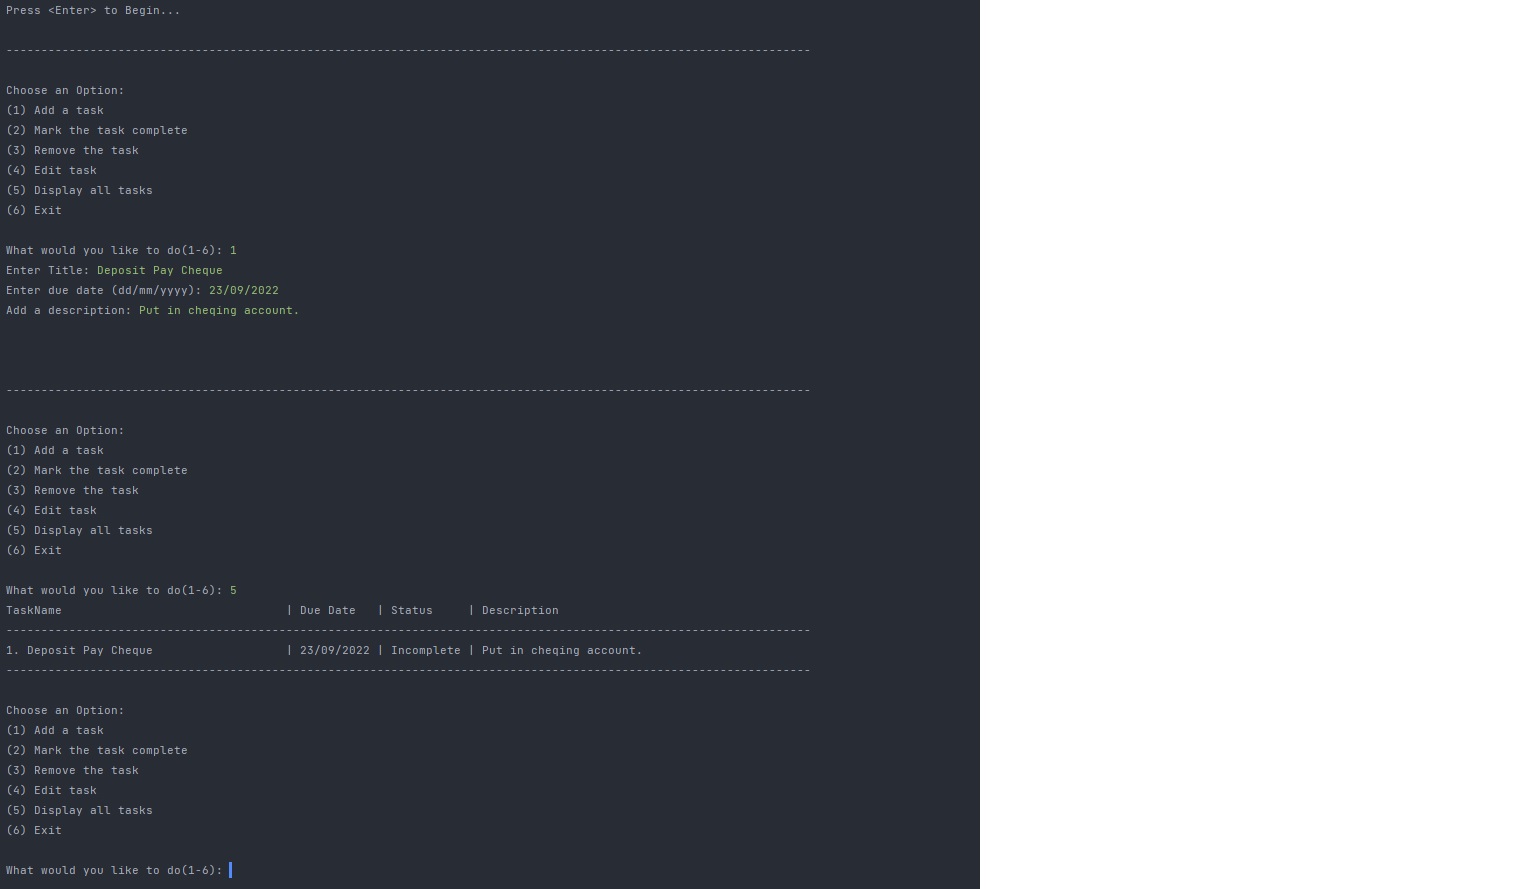 Press <Enter> to Begin...
-------------------------------------------------------------------------------------------------------------------
Choose an Option:
(1) Add a task
(2) Mark the task complete
(3) Remove the task
(4) Edit task
(5) Display all tasks
(6) Exit
What would you like to do(1-6): 1
Enter Title: Deposit Pay Cheque
Enter due date (dd/mm/yyyy): 23/09/2022
Add a description: Put in cheqing account.
-------------------------------------------------------------------------------------------------------------------
Choose an Option:
(1) Add a task
(2) Mark the task complete
(3) Remove the task
(4) Edit task
(5) Display all tasks
(6) Exit
What would you like to do(1-6): 5
TaskName                                | Due Date   | Status     | Description
-------------------------------------------------------------------------------------------------------------------
1. Deposit Pay Cheque                   | 23/09/2022 | Incomplete | Put in cheqing account.
-------------------------------------------------------------------------------------------------------------------
Choose an Option:
(1) Add a task
(2) Mark the task complete
(3) Remove the task
(4) Edit task
(5) Display all tasks
(6) Exit
What would you like to do(1-6):